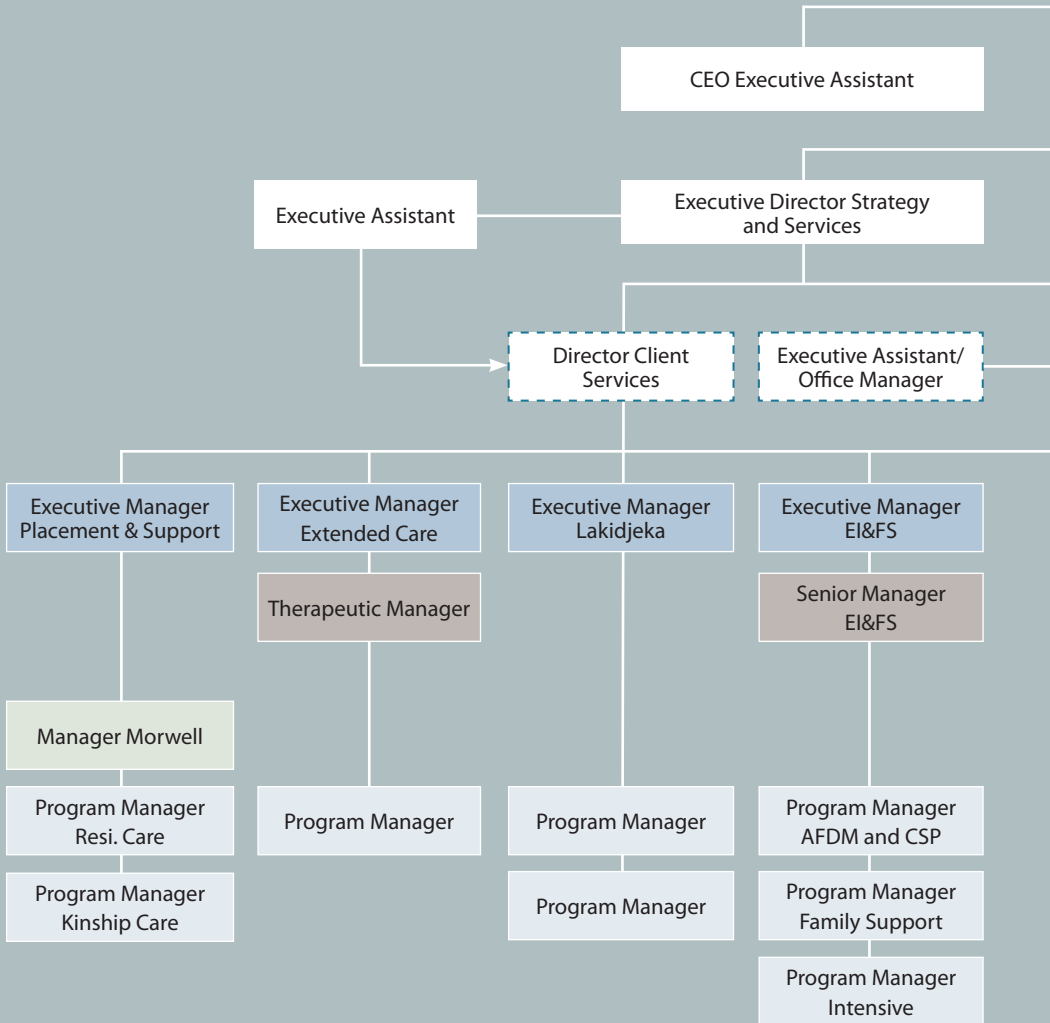 CEO Executive Assistant
Executive Assistant
Executive Director Strategy
and Services
Director Client
Services
Executive Assistant/
Office Manager
Executive Manager
Placement & Support
Executive Manager
Extended Care
Executive Manager
Lakidjeka
Executive Manager
EI&FS
Therapeutic Manager
Senior Manager
EI&FS
Manager Morwell
Program Manager
Resi. Care
Program Manager
Program Manager
Program Manager
AFDM and CSP
Program Manager
Kinship Care
Program Manager
Program Manager
Family Support
Program Manager
Intensive